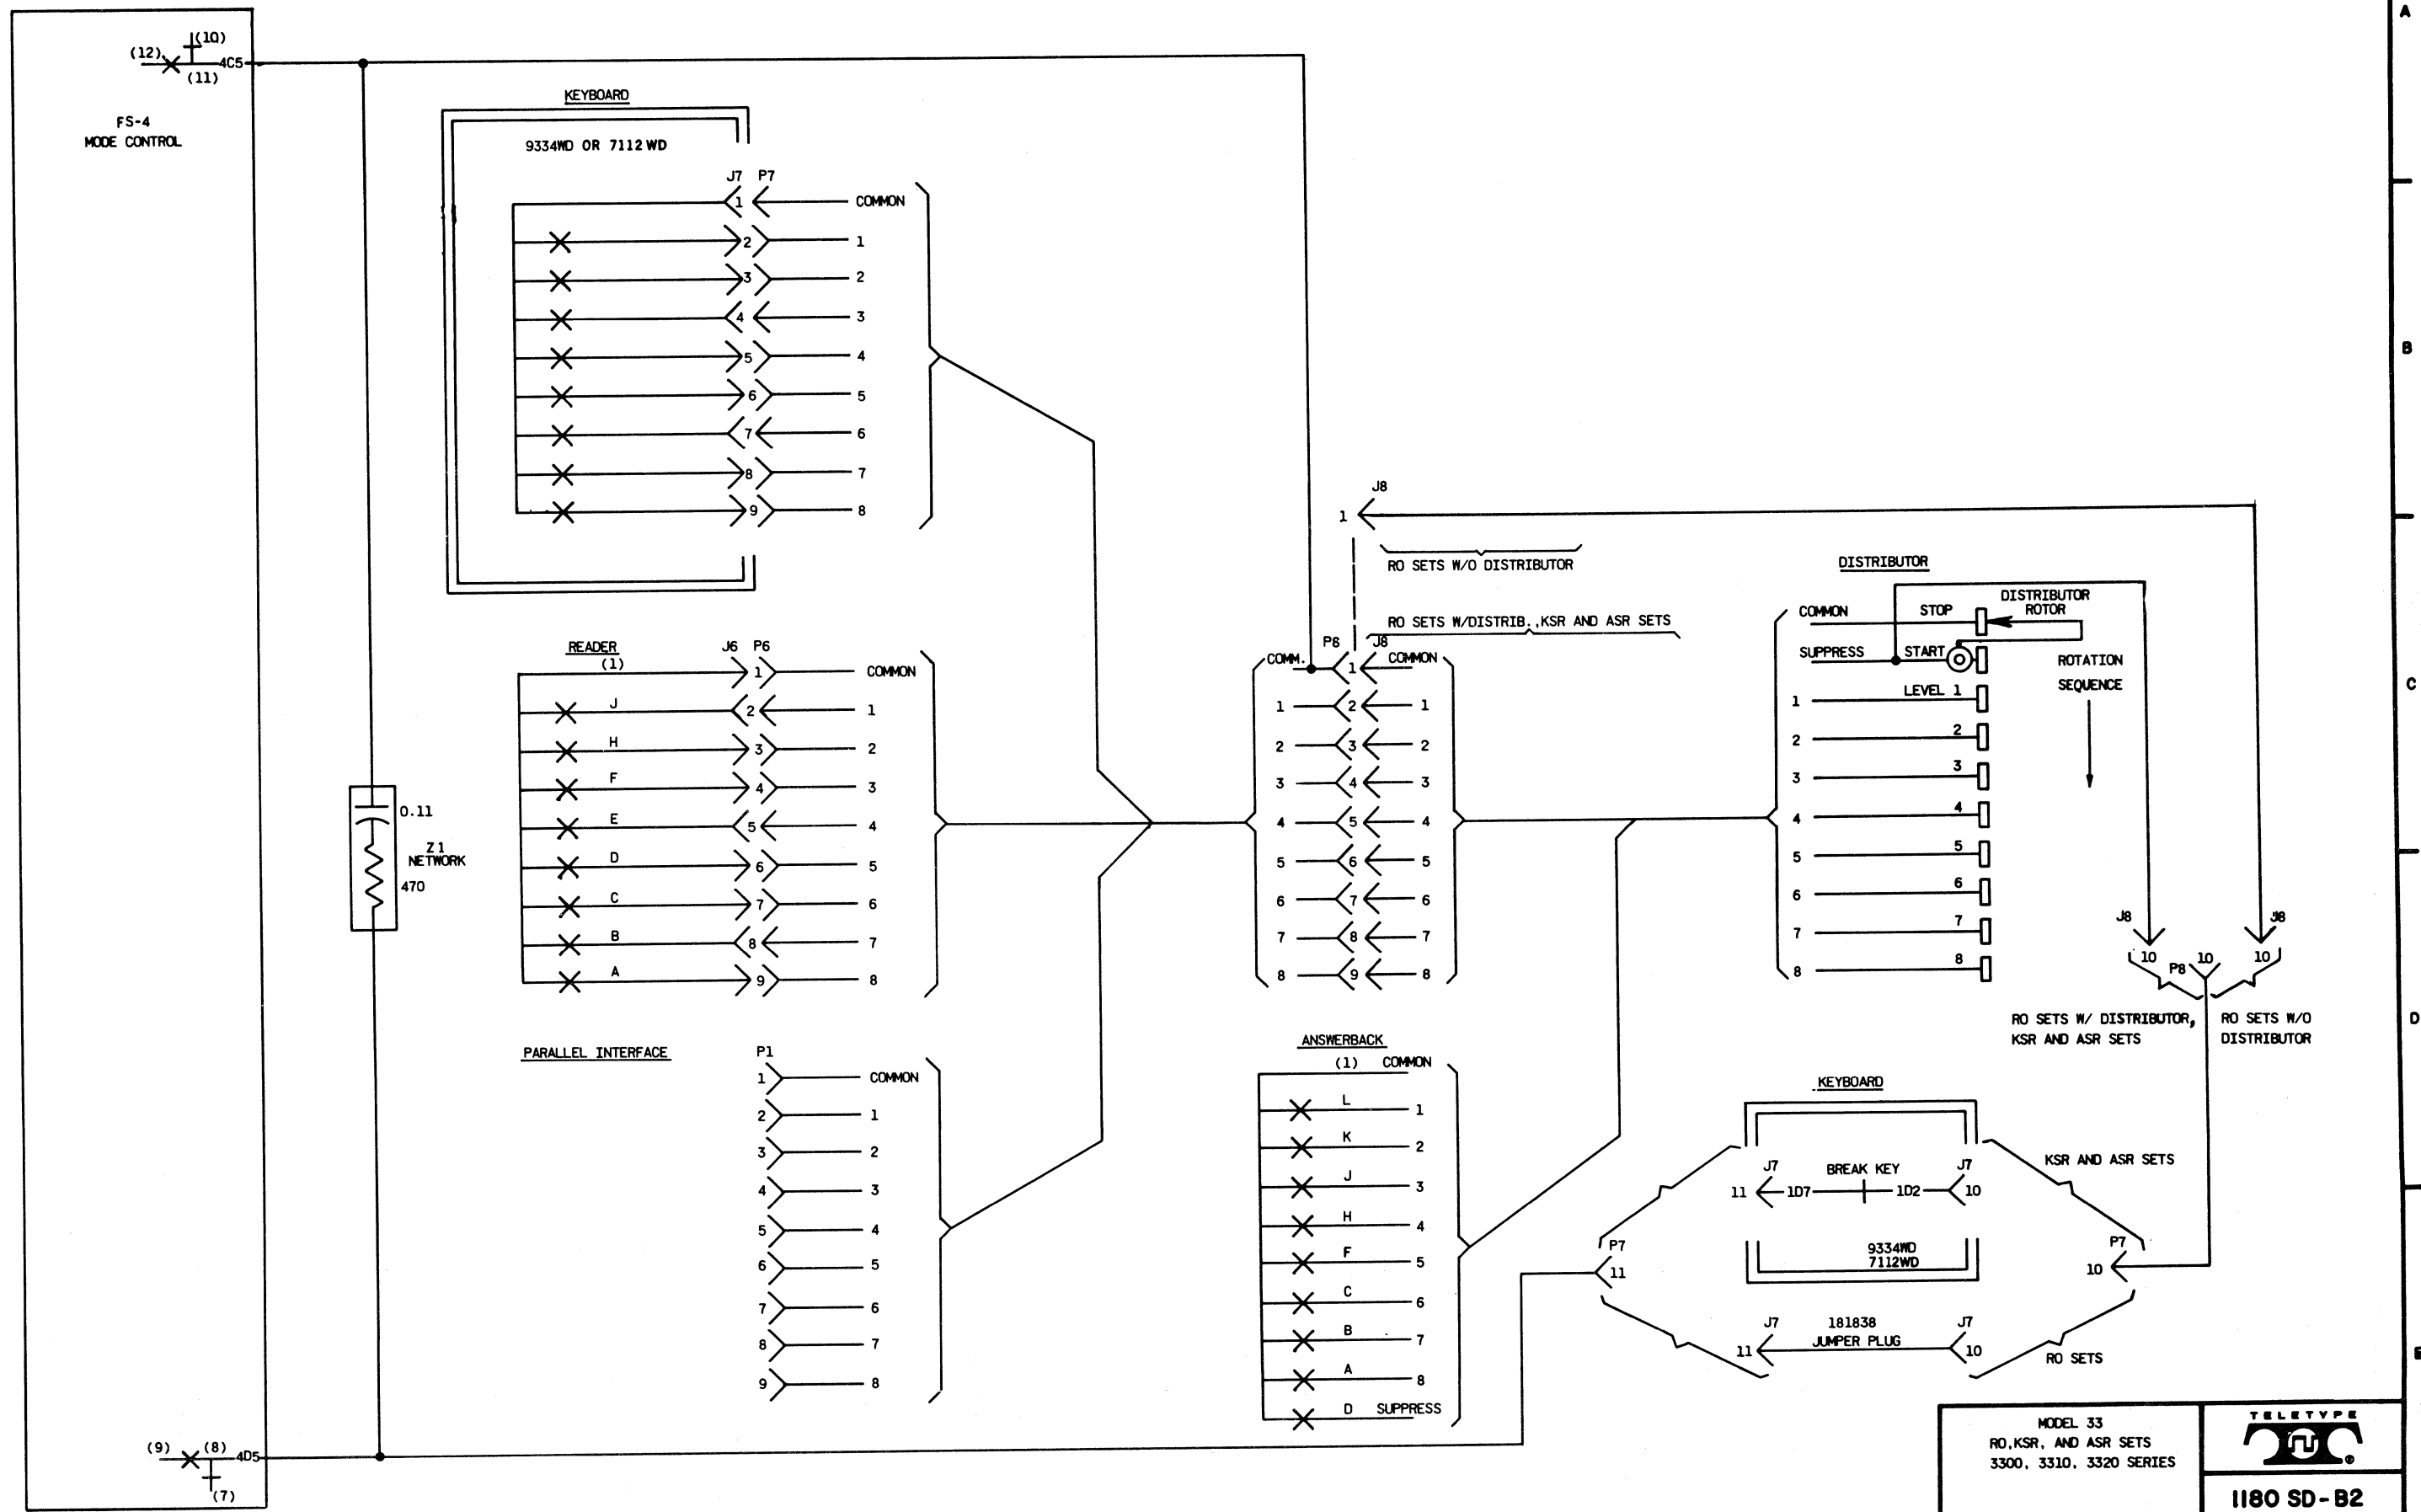 A
B
C
D
E
(12)
(10)
(11)
4C5
FS-4
MODE CONTROL
(9)
(8)
4D5
(7)
0.11
Z1
NETWORK
470
KEYBOARD
9334WD OR 7112WD
J7 P7
1 COMMON
2 1
3 2
4 3
5 4
6 5
7 6
8 7
9 8
READER
(1)
J6 P6
1 COMMON
J 2 1
H 3 2
F 4 3
E 5 4
D 6 5
C 7 6
B 8 7
A 9 8
PARALLEL INTERFACE
P1
1 COMMON
2 1
3 2
4 3
5 4
6 5
7 6
8 7
9 8
J8
1
RO SETS W/O DISTRIBUTOR
RO SETS W/DISTRIB.,KSR AND ASR SETS
P8 J8
COMM. 1 COMMON
1 2 1
2 3 2
3 4 3
4 5 4
5 6 5
6 7 6
7 8 7
8 9 8
ANSWERBACK
(1) COMMON
L 1
K 2
J 3
H 4
F 5
C 6
B 7
A 8
D SUPPRESS
DISTRIBUTOR
DISTRIBUTOR
ROTOR
COMMON STOP
SUPPRESS START
1 LEVEL 1
2 2
3 3
4 4
5 5
6 6
7 7
8 8
ROTATION
SEQUENCE
J8
10
P8 10
J8
10
RO SETS W/ DISTRIBUTOR,
KSR AND ASR SETS
RO SETS W/O
DISTRIBUTOR
KEYBOARD
KSR AND ASR SETS
J7 BREAK KEY J7
11 1D7 1D2 10
9334WD
7112WD
P7
11
P7
10
J7 181838 J7
JUMPER PLUG
11 10
RO SETS
MODEL 33
RO,KSR, AND ASR SETS
3300, 3310, 3320 SERIES
TELETYPE
®
1180 SD-B2